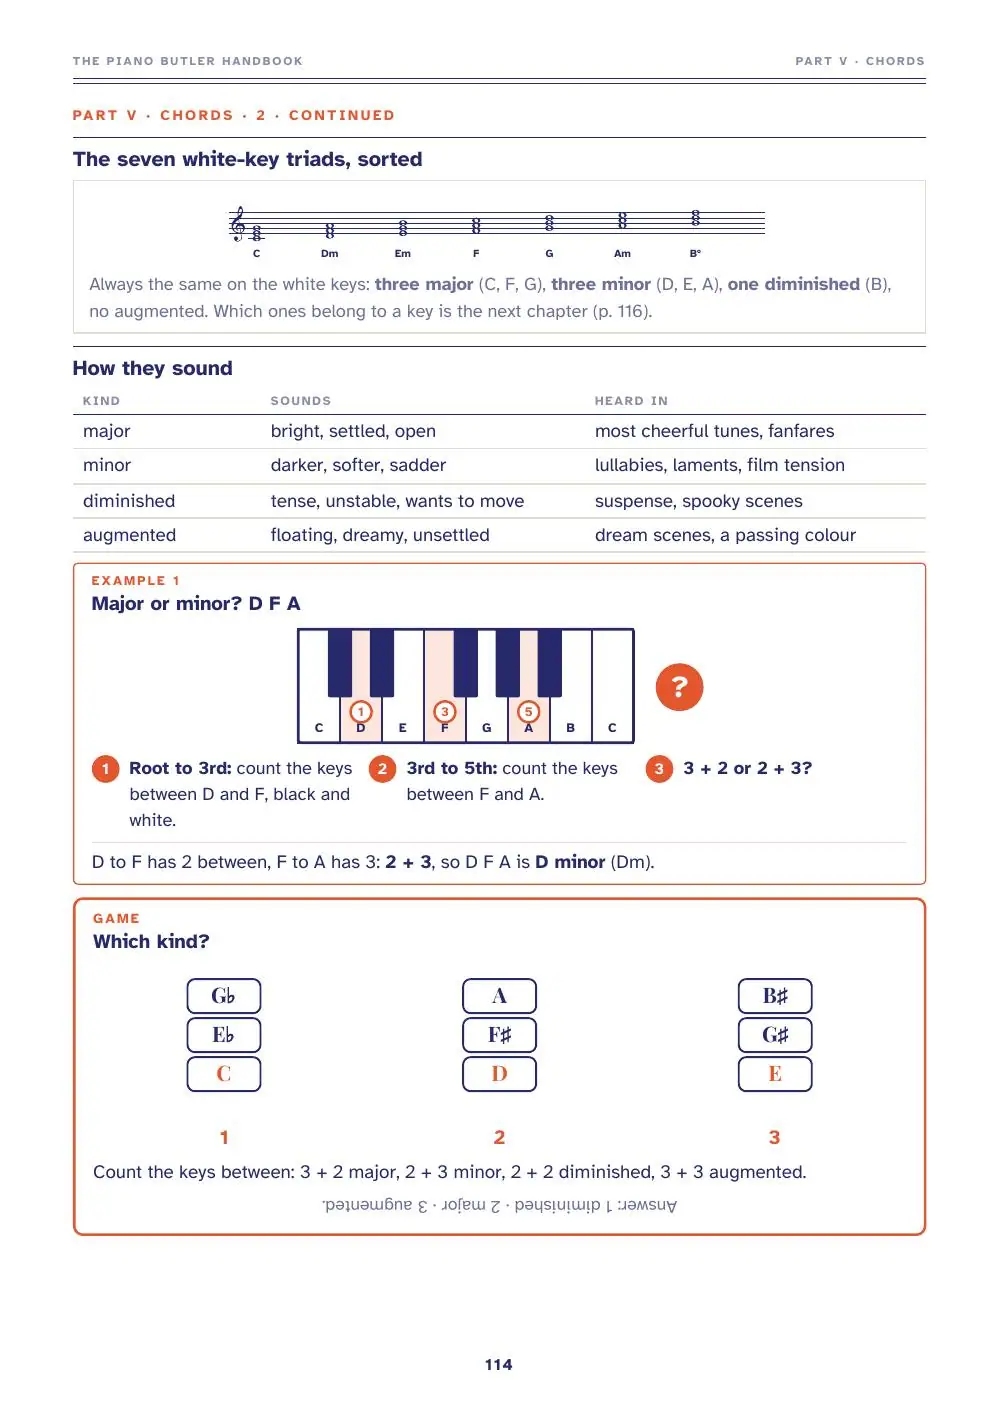 THE PIANO BUTLER HANDBOOK
PART V · CHORDS
PART V · CHORDS · 2 · CONTINUED
The seven white-key triads, sorted
C Dm Em F G Am B°
Always the same on the white keys: three major (C, F, G), three minor (D, E, A), one diminished (B),
no augmented. Which ones belong to a key is the next chapter (p. 116).
How they sound
KIND SOUNDS HEARD IN
major bright, settled, open most cheerful tunes, fanfares
minor darker, softer, sadder lullabies, laments, film tension
diminished tense, unstable, wants to move suspense, spooky scenes
augmented floating, dreamy, unsettled dream scenes, a passing colour
EXAMPLE 1
Major or minor? D F A
1 3 5
C D E F G A B C
?
1 Root to 3rd: count the keys
between D and F, black and
white.
2 3rd to 5th: count the keys
between F and A.
3 3 + 2 or 2 + 3?
D to F has 2 between, F to A has 3: 2 + 3, so D F A is D minor (Dm).
GAME
Which kind?
G♭ A B♯
E♭ F♯ G♯
C D E
1 2 3
Count the keys between: 3 + 2 major, 2 + 3 minor, 2 + 2 diminished, 3 + 3 augmented.
Answer: 1 diminished · 2 major · 3 augmented.
114